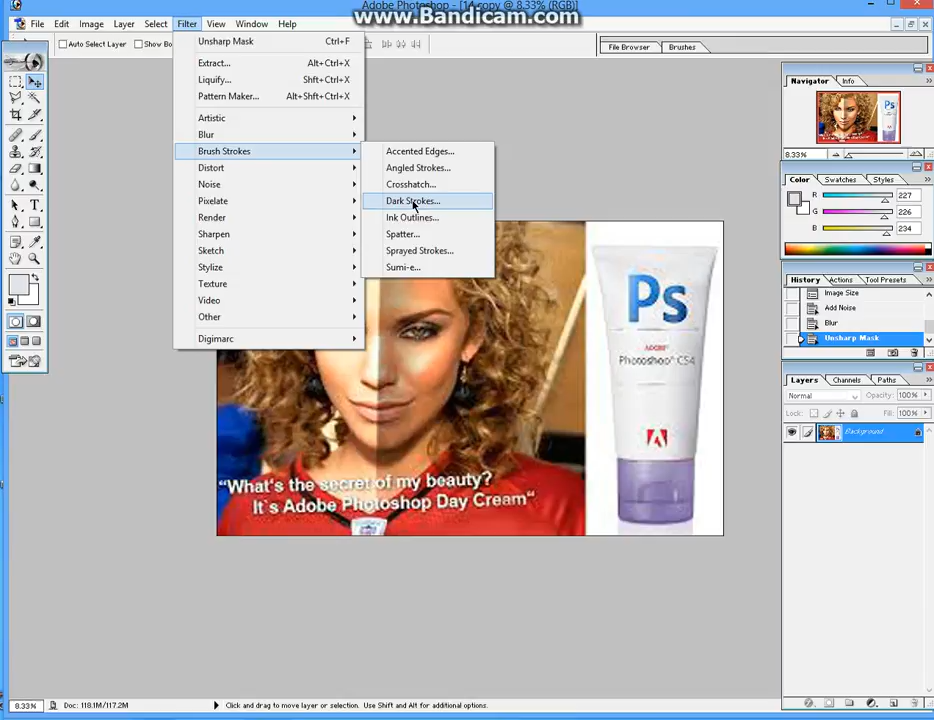 Adobe Photoshop - [14 copy @ 8.33% (RGB)]
www.Bandicam.com
File Edit Image Layer Select Filter View Window Help
Auto Select Layer
Show Bo
File Browser
Brushes
Unsharp Mask Ctrl+F
Extract... Alt+Ctrl+X
Liquify... Shft+Ctrl+X
Pattern Maker... Alt+Shft+Ctrl+X
Artistic
Blur
Brush Strokes
Distort
Noise
Pixelate
Render
Sharpen
Sketch
Stylize
Texture
Video
Other
Digimarc
Accented Edges...
Angled Strokes...
Crosshatch...
Dark Strokes...
Ink Outlines...
Spatter...
Sprayed Strokes...
Sumi-e...
Ps
ADOBE
Photoshop CS4
"What's the secret of my beauty?
It`s Adobe Photoshop Day Cream"
Navigator Info
8.33%
Color Swatches Styles
R 227
G 226
B 234
History Actions Tool Presets
Image Size
Add Noise
Blur
Unsharp Mask
Layers Channels Paths
Normal Opacity: 100%
Lock: Fill: 100%
Background
8.33% Doc: 118.1M/117.2M Click and drag to move layer or selection. Use Shift and Alt for additional options.